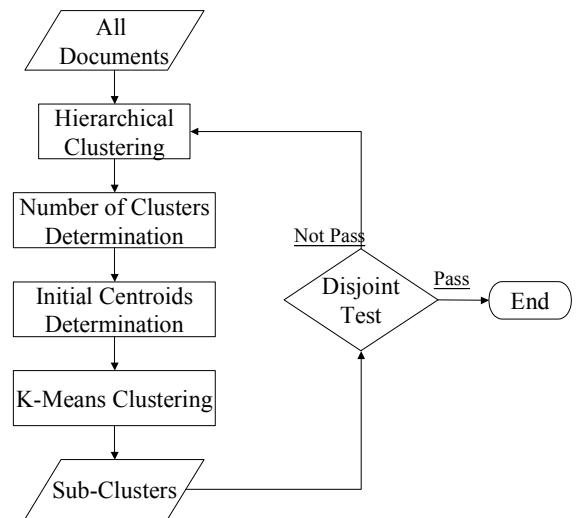 All
Documents
Hierarchical
Clustering
Number of Clusters
Determination
Initial Centroids
Determination
K-Means Clustering
Sub-Clusters
Not Pass
Disjoint
Test
Pass
End